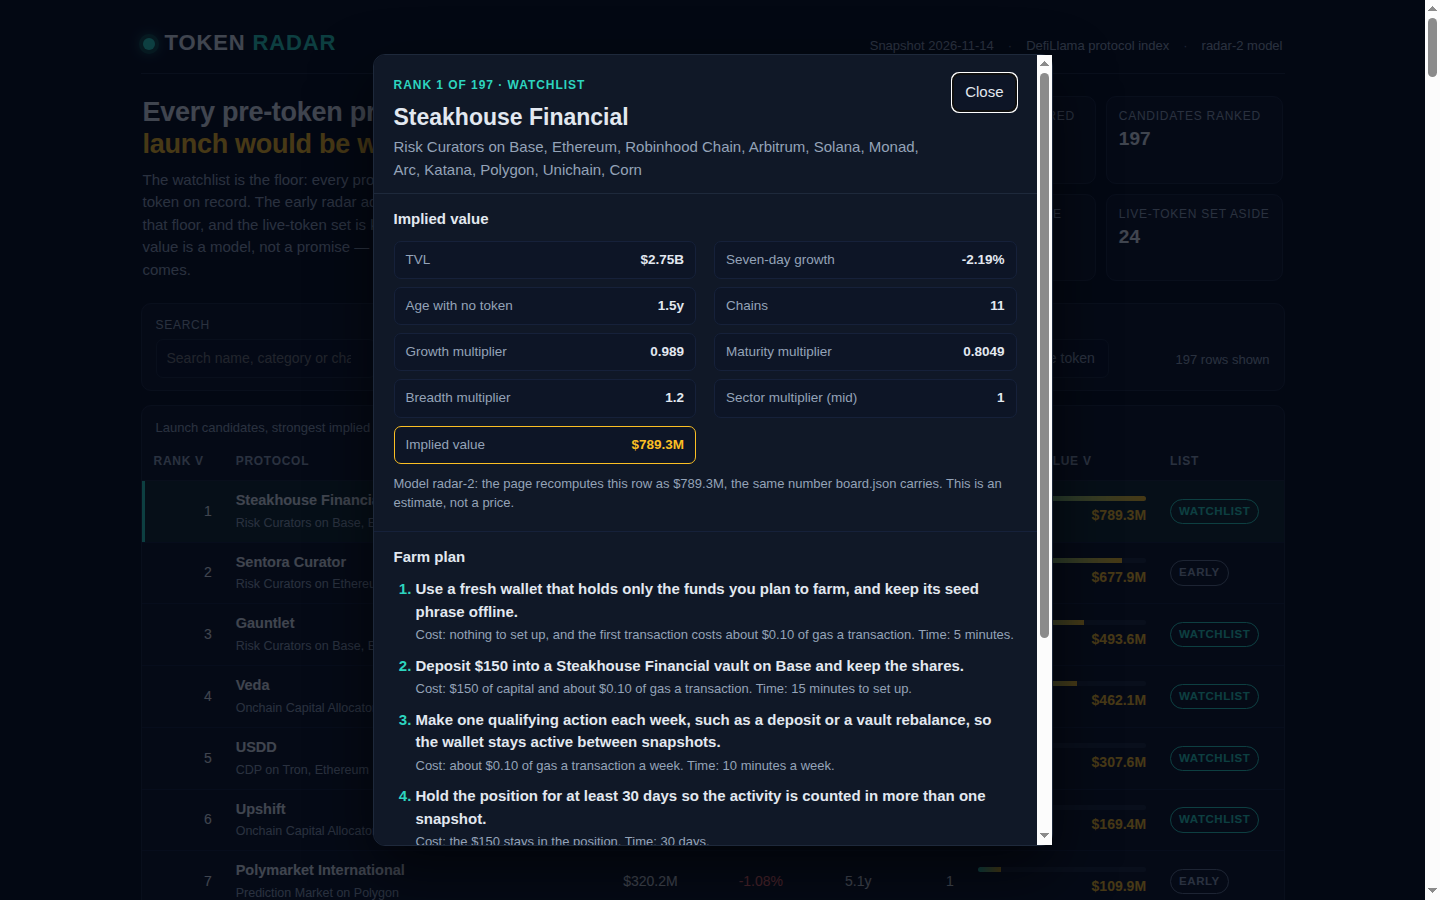 TOKEN RADAR
Snapshot 2026-11-14 · DefiLlama protocol index · radar-2 model
Every pre-token pr
launch would be w
The watchlist is the floor: every pro
token on record. The early radar ad
that floor, and the live-token set is
value is a model, not a promise —
comes.
CANDIDATES RANKED
197
LIVE-TOKEN SET ASIDE
24
SEARCH
Search name, category or cha
token
197 rows shown
Launch candidates, strongest implied
RANK V PROTOCOL LUE V LIST
1 Steakhouse Financia $789.3M WATCHLIST
Risk Curators on Base, E
2 Sentora Curator $677.9M EARLY
Risk Curators on Ethereu
3 Gauntlet $493.6M WATCHLIST
Risk Curators on Base, E
4 Veda $462.1M WATCHLIST
Onchain Capital Allocato
5 USDD $307.6M WATCHLIST
CDP on Tron, Ethereum
6 Upshift $169.4M WATCHLIST
Onchain Capital Allocato
7 Polymarket International $320.2M -1.08% 5.1y 1 $109.9M EARLY
Prediction Market on Polygon
RANK 1 OF 197 · WATCHLIST
Close
Steakhouse Financial
Risk Curators on Base, Ethereum, Robinhood Chain, Arbitrum, Solana, Monad,
Arc, Katana, Polygon, Unichain, Corn
Implied value
TVL $2.75B
Seven-day growth -2.19%
Age with no token 1.5y
Chains 11
Growth multiplier 0.989
Maturity multiplier 0.8049
Breadth multiplier 1.2
Sector multiplier (mid) 1
Implied value $789.3M
Model radar-2: the page recomputes this row as $789.3M, the same number board.json carries. This is an
estimate, not a price.
Farm plan
1. Use a fresh wallet that holds only the funds you plan to farm, and keep its seed
phrase offline.
Cost: nothing to set up, and the first transaction costs about $0.10 of gas a transaction. Time: 5 minutes.
2. Deposit $150 into a Steakhouse Financial vault on Base and keep the shares.
Cost: $150 of capital and about $0.10 of gas a transaction. Time: 15 minutes to set up.
3. Make one qualifying action each week, such as a deposit or a vault rebalance, so
the wallet stays active between snapshots.
Cost: about $0.10 of gas a transaction a week. Time: 10 minutes a week.
4. Hold the position for at least 30 days so the activity is counted in more than one
snapshot.
Cost: the $150 stays in the position. Time: 30 days.